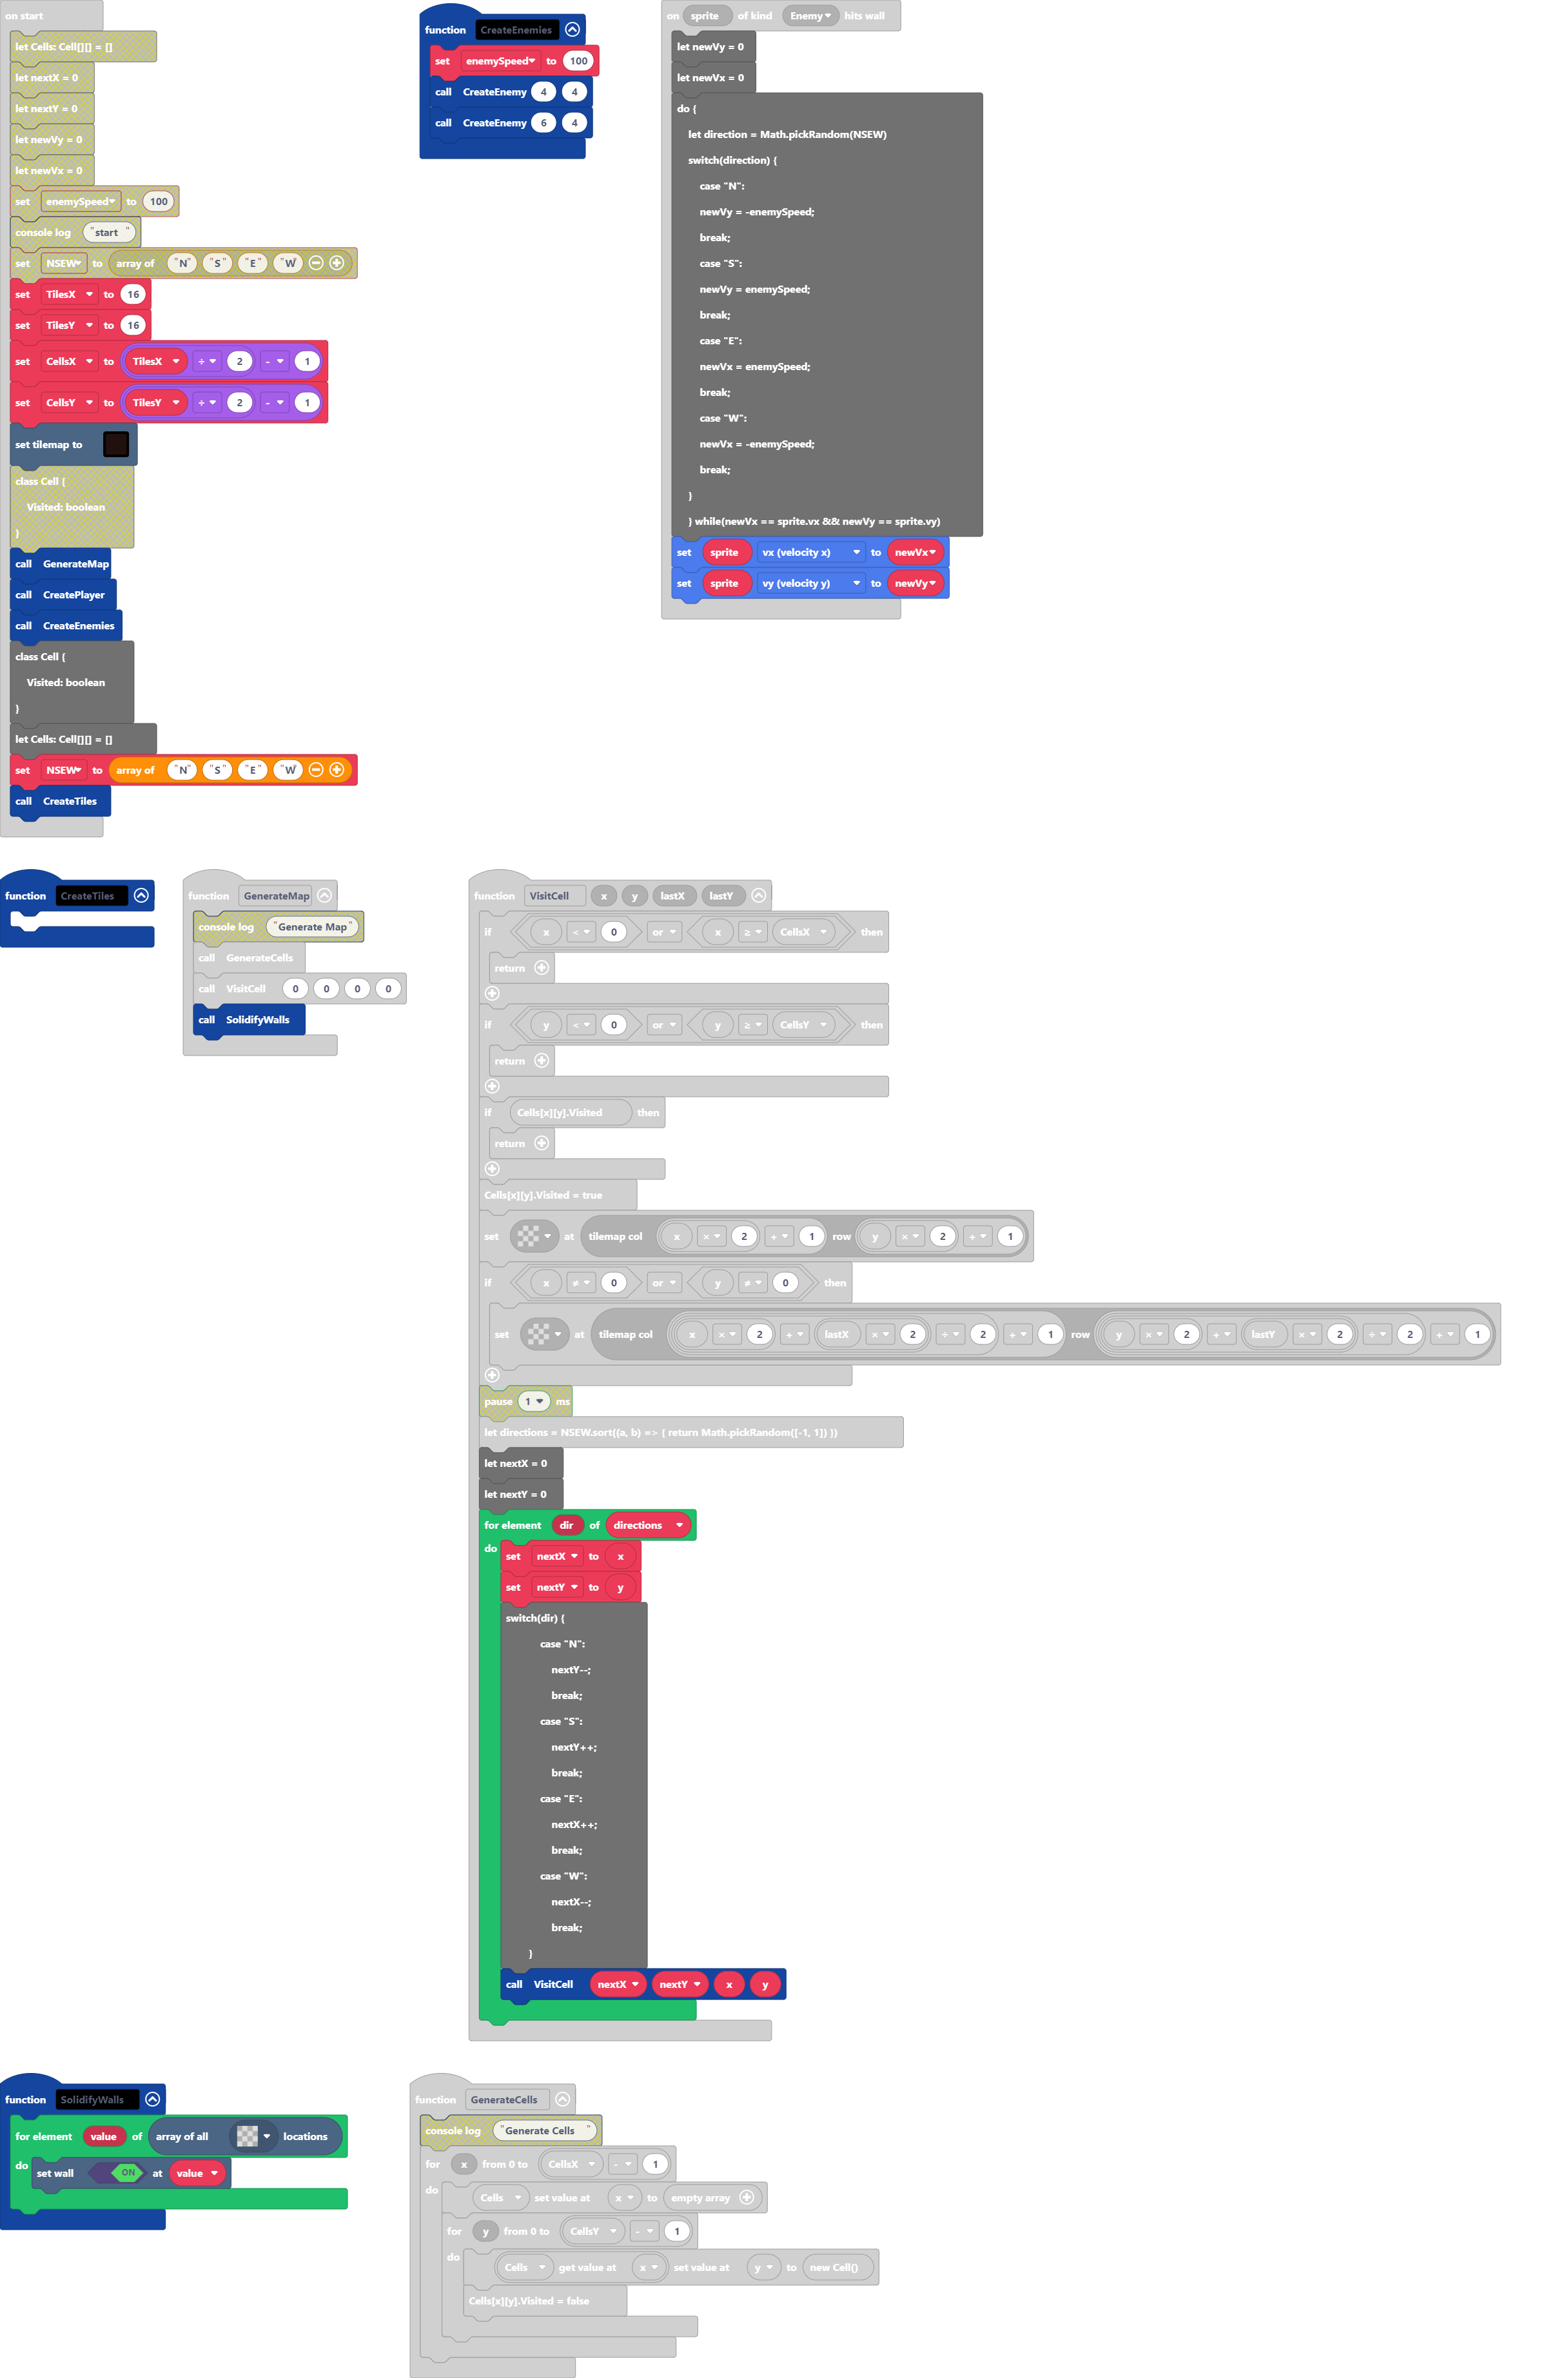 on start
let Cells: Cell[][] = []
let nextX = 0
let nextY = 0
let newVy = 0
let newVx = 0
set enemySpeed to 100
console log "start "
set NSEW to array of "N" "S" "E" "W"
set TilesX to 16
set TilesY to 16
set CellsX to TilesX ÷ 2 - 1
set CellsY to TilesY ÷ 2 - 1
set tilemap to
class Cell {
Visited: boolean
}
call GenerateMap
call CreatePlayer
call CreateEnemies
class Cell {
Visited: boolean
}
let Cells: Cell[][] = []
set NSEW to array of "N" "S" "E" "W"
call CreateTiles
function CreateEnemies
set enemySpeed to 100
call CreateEnemy 4 4
call CreateEnemy 6 4
on sprite of kind Enemy hits wall
let newVy = 0
let newVx = 0
do {
let direction = Math.pickRandom(NSEW)
switch(direction) {
case "N":
newVy = -enemySpeed;
break;
case "S":
newVy = enemySpeed;
break;
case "E":
newVx = enemySpeed;
break;
case "W":
newVx = -enemySpeed;
break;
}
} while(newVx == sprite.vx && newVy == sprite.vy)
set sprite vx (velocity x) to newVx
set sprite vy (velocity y) to newVy
function CreateTiles
function GenerateMap
console log "Generate Map"
call GenerateCells
call VisitCell 0 0 0 0
call SolidifyWalls
function VisitCell x y lastX lastY
if x < 0 or x ≥ CellsX then
return
if y < 0 or y ≥ CellsY then
return
if Cells[x][y].Visited then
return
Cells[x][y].Visited = true
set at tilemap col x × 2 + 1 row y × 2 + 1
if x ≠ 0 or y ≠ 0 then
set at tilemap col x × 2 + lastX × 2 ÷ 2 + 1 row y × 2 + lastY × 2 ÷ 2 + 1
pause 1 ms
let directions = NSEW.sort((a, b) => { return Math.pickRandom([-1, 1]) })
let nextX = 0
let nextY = 0
for element dir of directions
do
set nextX to x
set nextY to y
switch(dir) {
case "N":
nextY--;
break;
case "S":
nextY++;
break;
case "E":
nextX++;
break;
case "W":
nextX--;
break;
}
call VisitCell nextX nextY x y
function SolidifyWalls
for element value of array of all locations
do set wall ON at value
function GenerateCells
console log "Generate Cells "
for x from 0 to CellsX - 1
do
Cells set value at x to empty array
for y from 0 to CellsY - 1
do
Cells get value at x set value at y to new Cell()
Cells[x][y].Visited = false